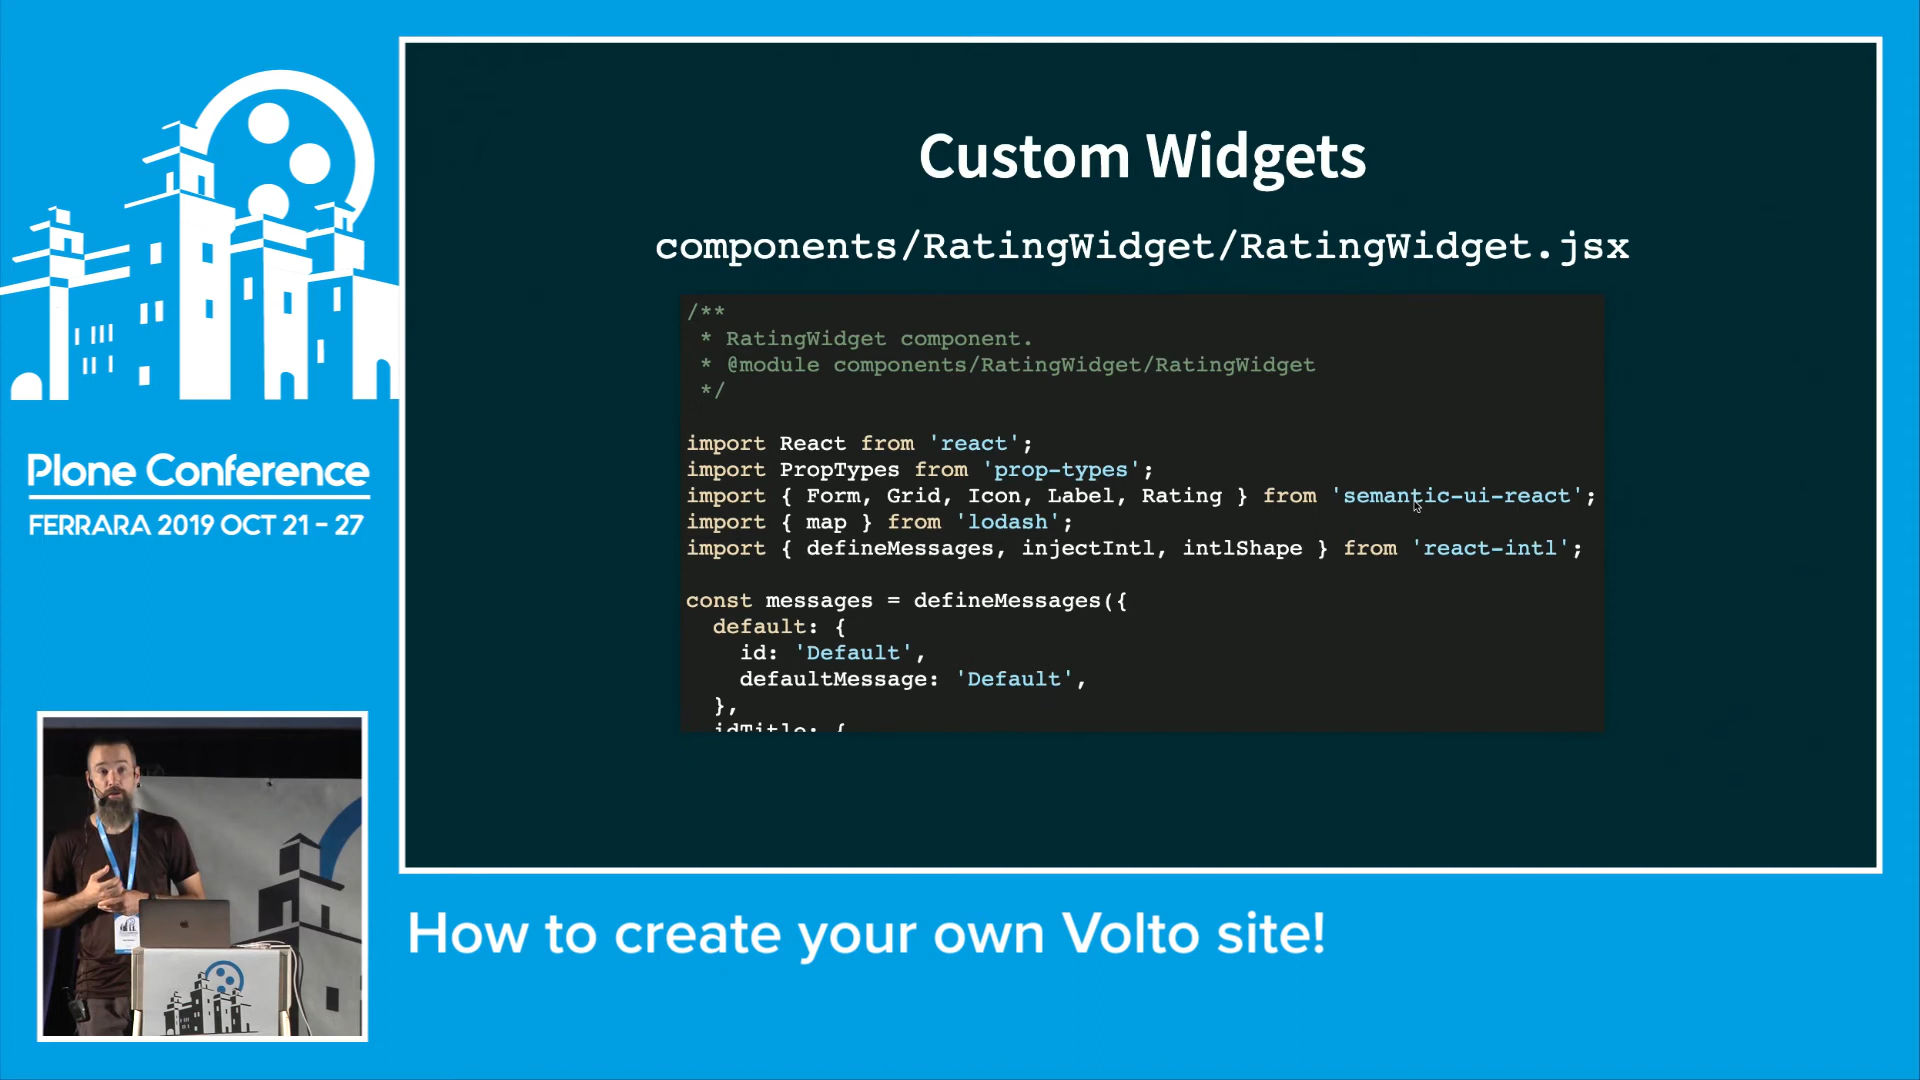 Custom Widgets
components/RatingWidget/RatingWidget.jsx
/**
 * RatingWidget component.
 * @module components/RatingWidget/RatingWidget
 */
import React from 'react';
import PropTypes from 'prop-types';
import { Form, Grid, Icon, Label, Rating } from 'semantic-ui-react';
import { map } from 'lodash';
import { defineMessages, injectIntl, intlShape } from 'react-intl';
const messages = defineMessages({
  default: {
    id: 'Default',
    defaultMessage: 'Default',
  },
  idTitle: {
Plone Conference
FERRARA 2019 OCT 21 - 27
How to create your own Volto site!